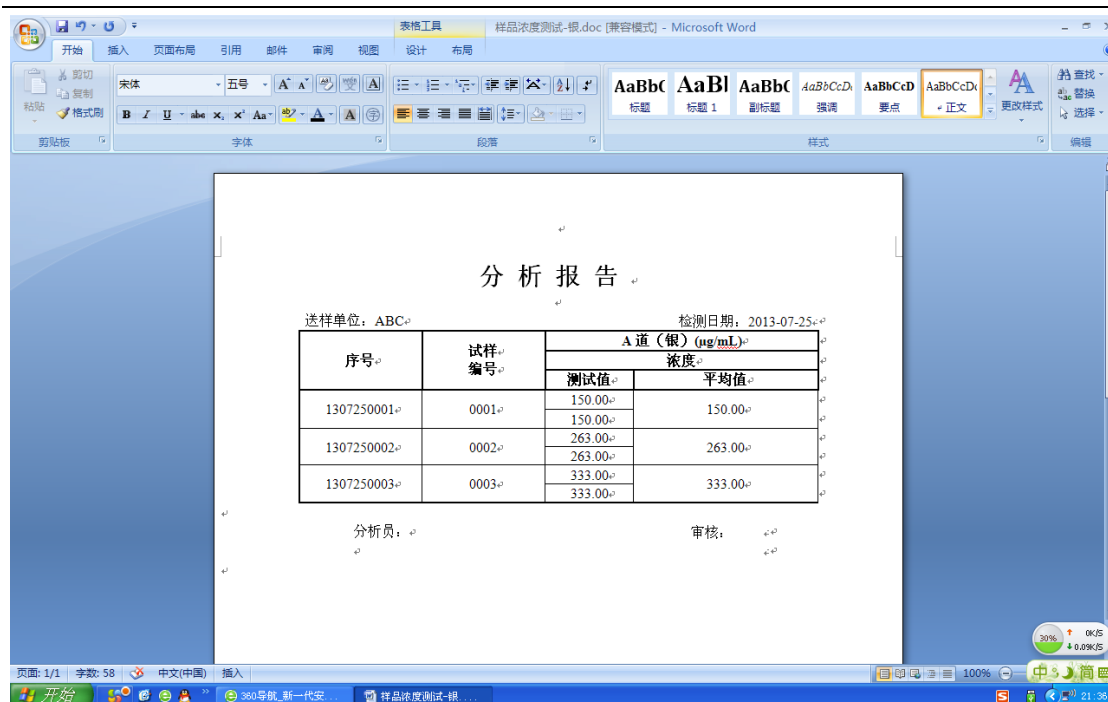 表格工具
样品浓度测试-银.doc [兼容模式] - Microsoft Word
开始 插入 页面布局 引用 邮件 审阅 视图 设计 布局
粘贴
剪切
复制
格式刷
剪贴板
宋体 五号
B I U abe x₂ x² Aa A A
字体
段落
AaBb( AaBl AaBb( AaBbCcDi AaBbCcD AaBbCcD(
标题 标题 1 副标题 强调 要点 正文
更改样式
样式
查找
替换
选择
编辑
分 析 报 告
送样单位：ABC 检测日期：2013-07-25
序号 试样编号 A 道（银）(μg/mL)
浓度
测试值 平均值
1307250001 0001 150.00 150.00
150.00
1307250002 0002 263.00 263.00
263.00
1307250003 0003 333.00 333.00
333.00
分析员： 审核：
30% 0K/S
0.09K/S
页面: 1/1 字数: 58 中文(中国) 插入 100%
中 简
开始 360导航_新一代安... 样品浓度测试-银.... 21:36